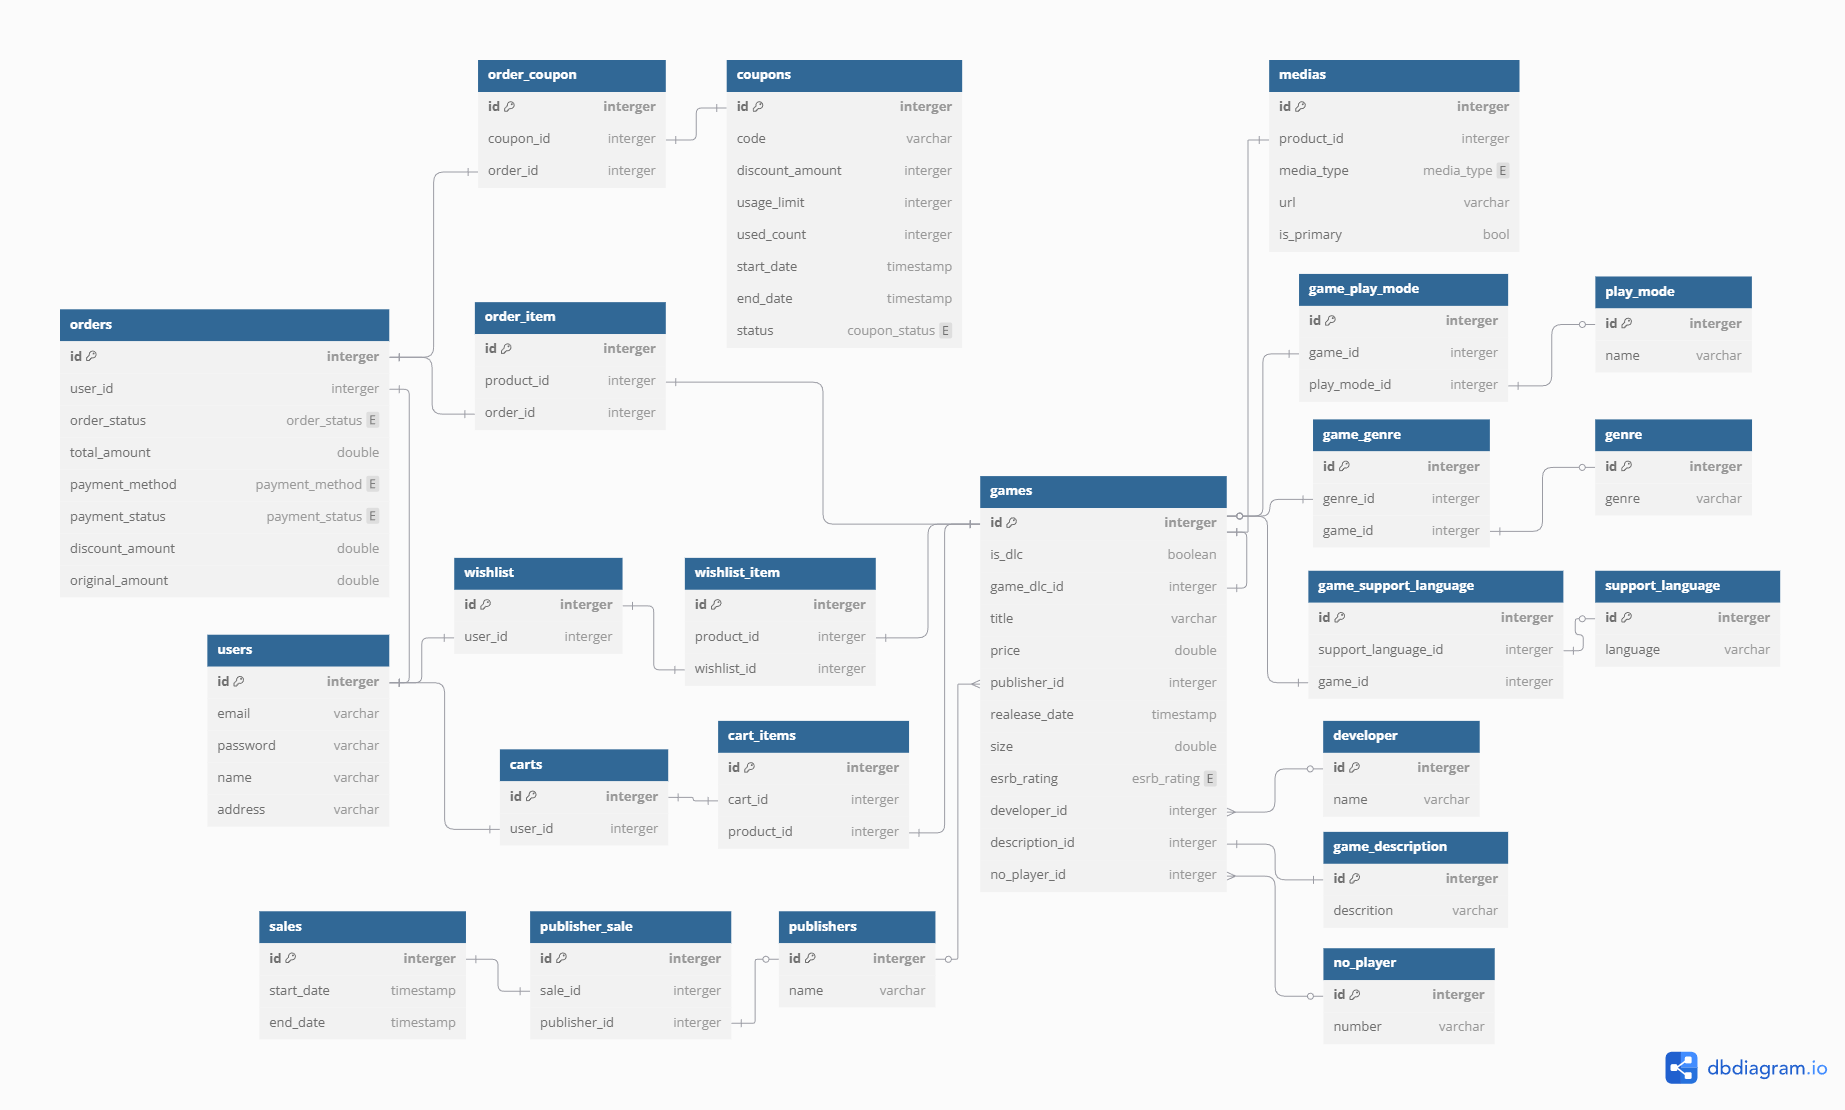 order_coupon
id interger
coupon_id interger
order_id interger
coupons
id interger
code varchar
discount_amount interger
usage_limit interger
used_count interger
start_date timestamp
end_date timestamp
status coupon_status E
medias
id interger
product_id interger
media_type media_type E
url varchar
is_primary bool
game_play_mode
id interger
game_id interger
play_mode_id interger
play_mode
id interger
name varchar
orders
id interger
user_id interger
order_status order_status E
total_amount double
payment_method payment_method E
payment_status payment_status E
discount_amount double
original_amount double
order_item
id interger
product_id interger
order_id interger
game_genre
id interger
genre_id interger
game_id interger
genre
id interger
genre varchar
games
id interger
is_dlc boolean
game_dlc_id interger
title varchar
price double
publisher_id interger
realease_date timestamp
size double
esrb_rating esrb_rating E
developer_id interger
description_id interger
no_player_id interger
wishlist
id interger
user_id interger
wishlist_item
id interger
product_id interger
wishlist_id interger
game_support_language
id interger
support_language_id interger
game_id interger
support_language
id interger
language varchar
users
id interger
email varchar
password varchar
name varchar
address varchar
carts
id interger
user_id interger
cart_items
id interger
cart_id interger
product_id interger
developer
id interger
name varchar
game_description
id interger
descrition varchar
sales
id interger
start_date timestamp
end_date timestamp
publisher_sale
id interger
sale_id interger
publisher_id interger
publishers
id interger
name varchar
no_player
id interger
number varchar
dbdiagram.io